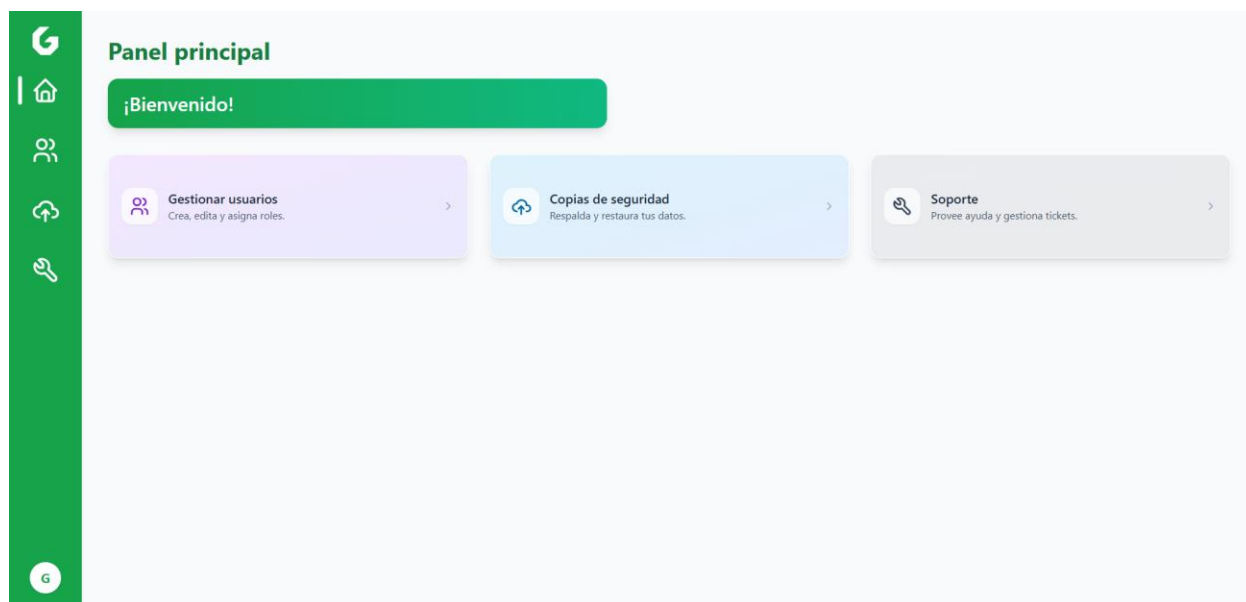 G
Panel principal
¡Bienvenido!
Gestionar usuarios
Crea, edita y asigna roles.
Copias de seguridad
Respalda y restaura tus datos.
Soporte
Provee ayuda y gestiona tickets.
G